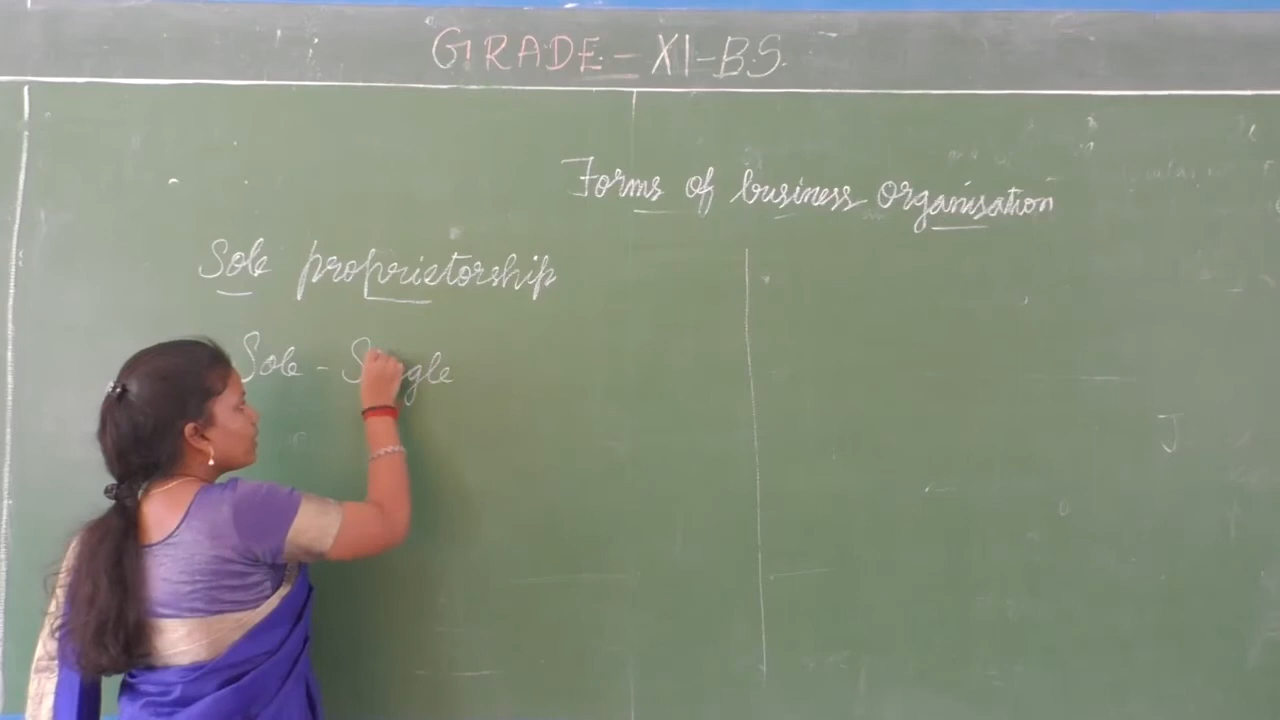 GRADE - XI-B.S.
Forms of business organisation
Sole proprietorship
Sole - Single
J